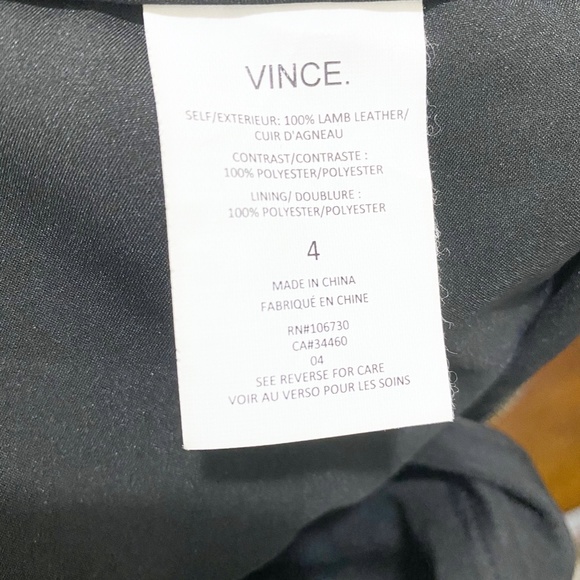 VINCE.
SELF/EXTERIEUR: 100% LAMB LEATHER/
CUIR D'AGNEAU
CONTRAST/CONTRASTE :
100% POLYESTER/POLYESTER
LINING/ DOUBLURE :
100% POLYESTER/POLYESTER
4
MADE IN CHINA
FABRIQUÉ EN CHINE
RN#106730
CA#34460
04
SEE REVERSE FOR CARE
VOIR AU VERSO POUR LES SOINS